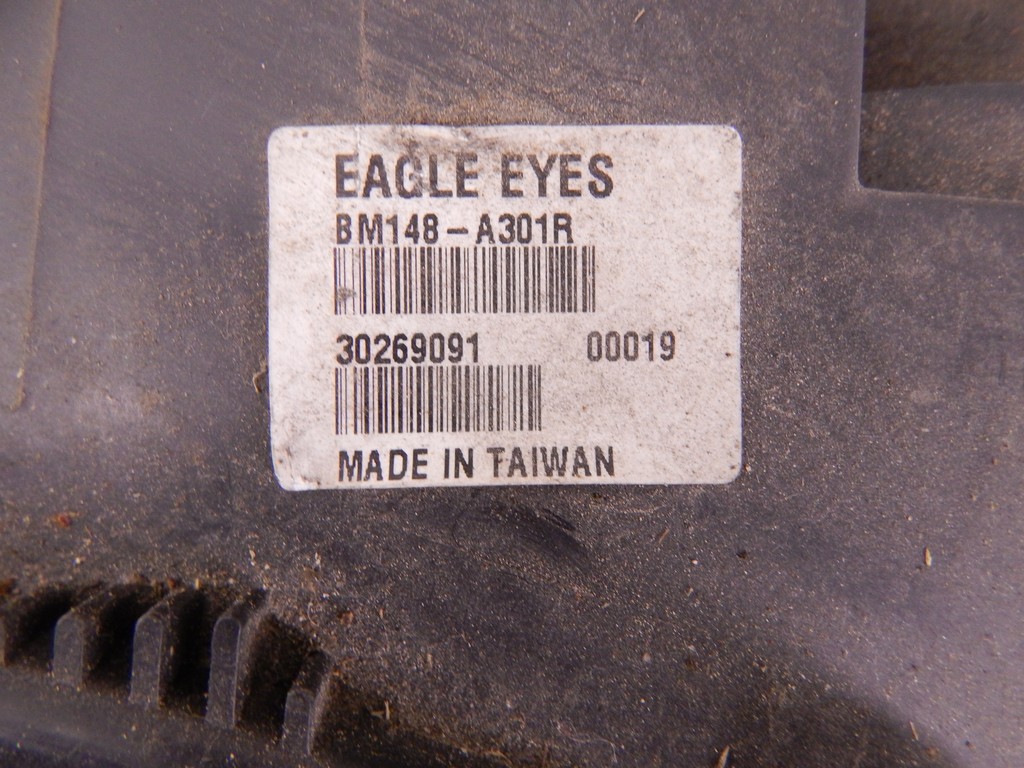 EAGLE EYES
BM148-A301R
30269091 00019
MADE IN TAIWAN